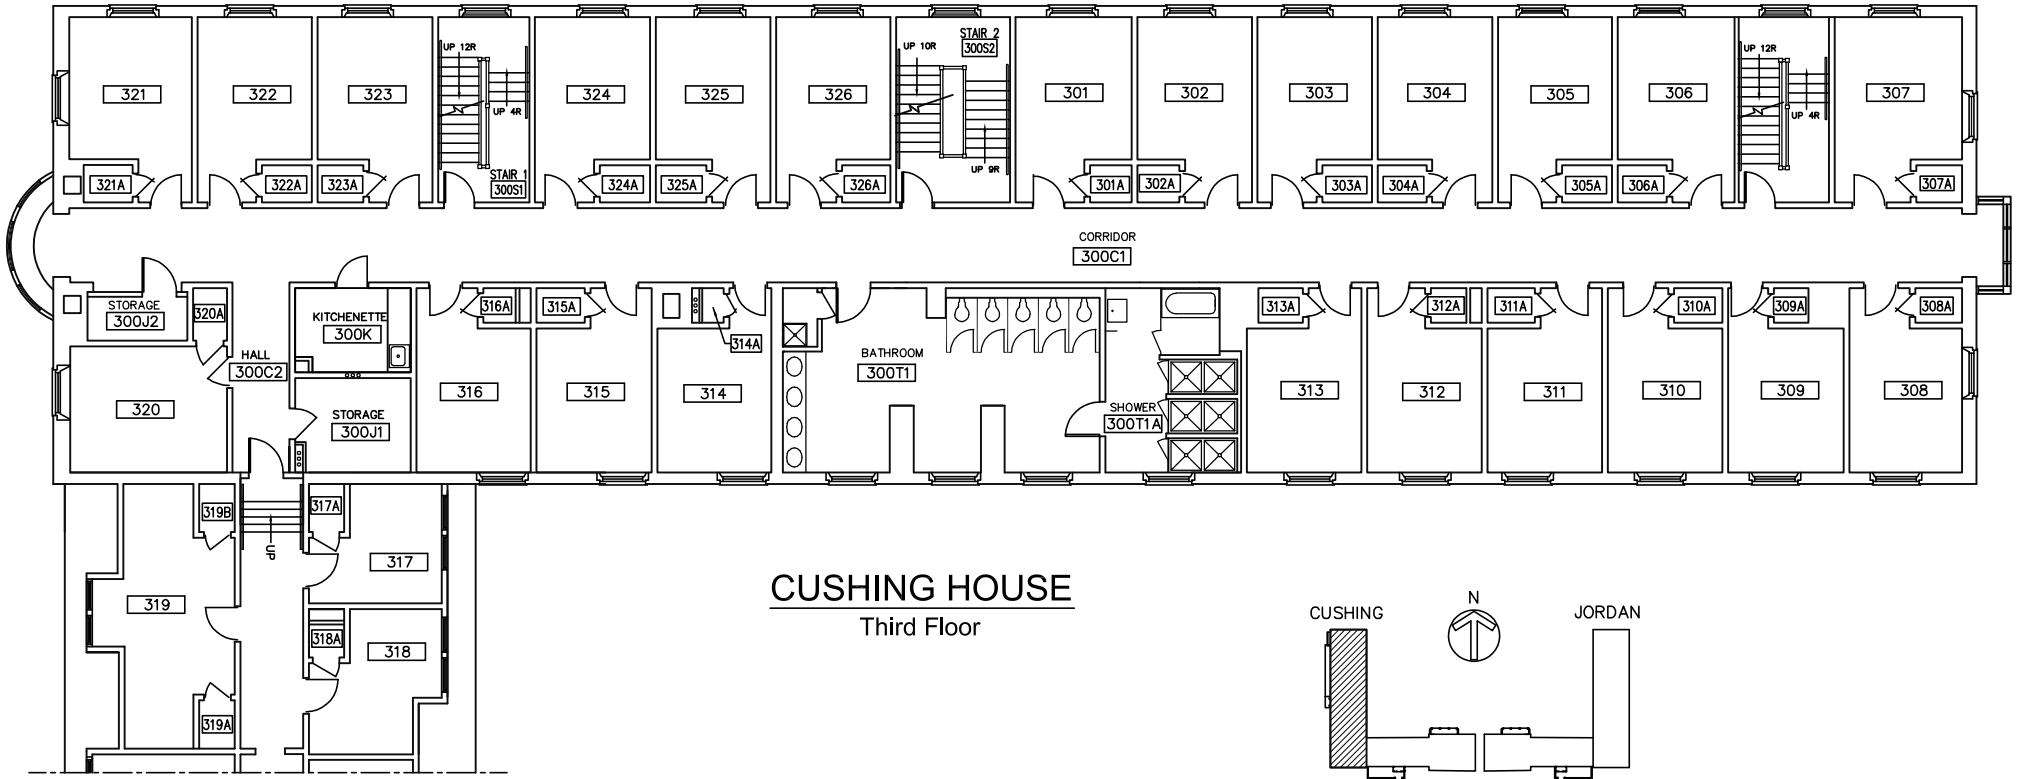 UP 12R
UP 10R
STAIR 2
300S2
UP 12R
321
322
323
324
325
326
301
302
303
304
305
306
307
UP 4R
UP 4R
UP 9R
STAIR 1
300S1
321A
322A
323A
324A
325A
326A
301A
302A
303A
304A
305A
306A
307A
CORRIDOR
300C1
STORAGE
300J2
320A
KITCHENETTE
300K
316A
315A
314A
313A
312A
311A
310A
309A
308A
HALL
300C2
BATHROOM
300T1
320
316
315
314
313
312
311
310
309
308
STORAGE
300J1
SHOWER
300T1A
319B
317A
UP
317
319
318A
318
319A
CUSHING HOUSE
Third Floor
CUSHING
N
JORDAN